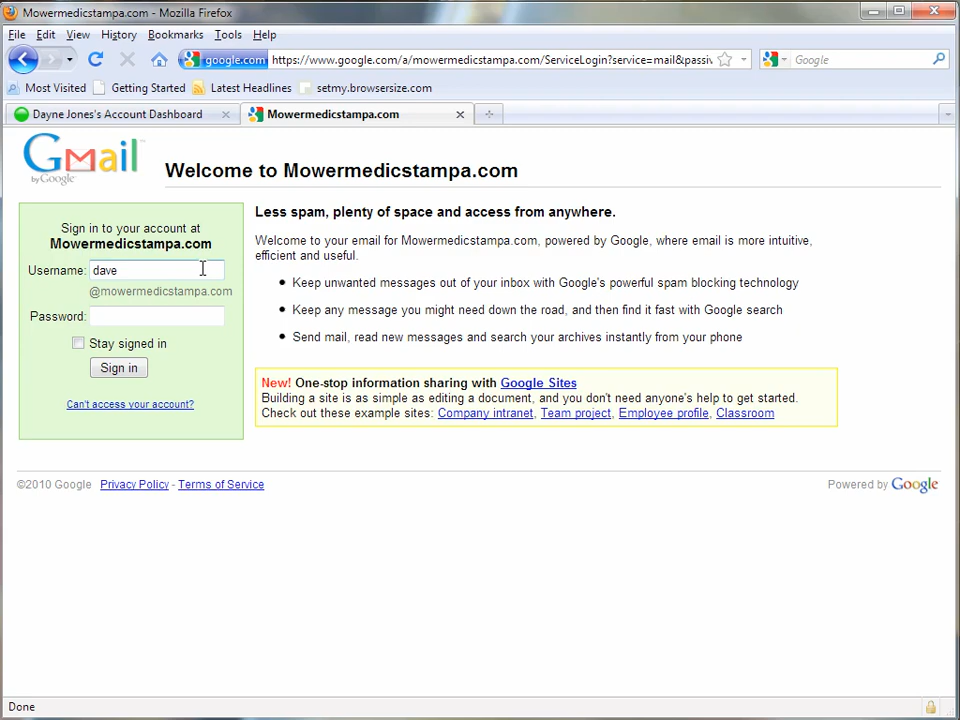 Mowermedicstampa.com - Mozilla Firefox
File Edit View History Bookmarks Tools Help
google.com https://www.google.com/a/mowermedicstampa.com/ServiceLogin?service=mail&passiv Google
Most Visited Getting Started Latest Headlines setmy.browsersize.com
Dayne Jones's Account Dashboard Mowermedicstampa.com
Gmail
by Google
Welcome to Mowermedicstampa.com
Sign in to your account at
Mowermedicstampa.com
Username: dave
@mowermedicstampa.com
Password:
Stay signed in
Sign in
Can't access your account?
Less spam, plenty of space and access from anywhere.
Welcome to your email for Mowermedicstampa.com, powered by Google, where email is more intuitive,
efficient and useful.
Keep unwanted messages out of your inbox with Google's powerful spam blocking technology
Keep any message you might need down the road, and then find it fast with Google search
Send mail, read new messages and search your archives instantly from your phone
New! One-stop information sharing with Google Sites
Building a site is as simple as editing a document, and you don't need anyone's help to get started.
Check out these example sites: Company intranet, Team project, Employee profile, Classroom
©2010 Google Privacy Policy - Terms of Service
Powered by Google
Done